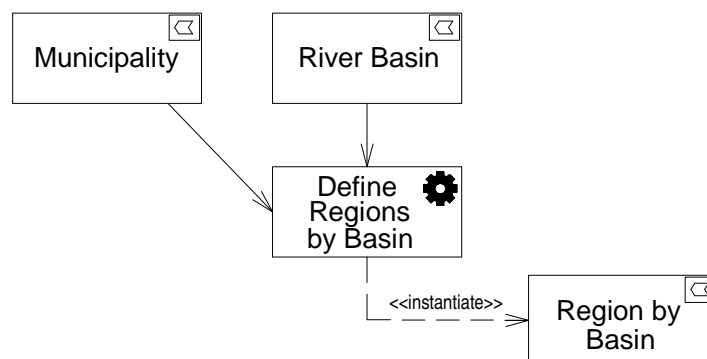 Municipality
River Basin
Define
Regions
by Basin
<<instantiate>>
Region by
Basin